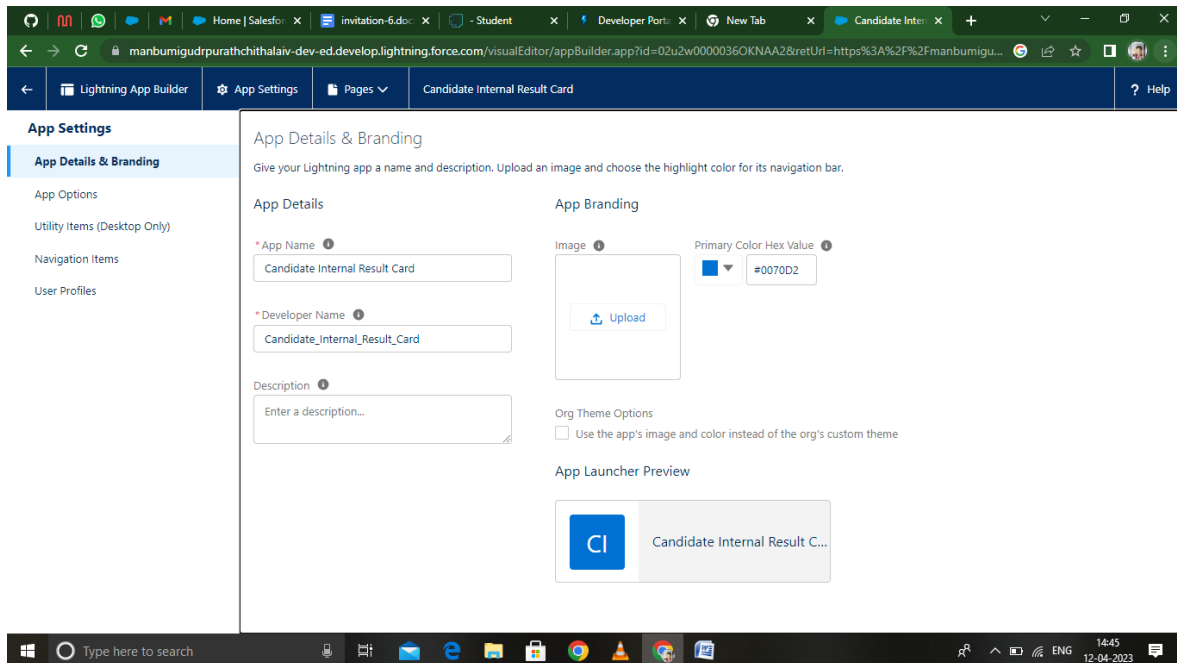 Home | Salesfor
invitation-6.doc
- Student
Developer Porta
New Tab
Candidate Intern
manbumigudrpurathchithalaiv-dev-ed.develop.lightning.force.com/visualEditor/appBuilder.app?id=02u2w0000036OKNAA2&retUrl=https%3A%2F%2Fmanbumigu...
Lightning App Builder
App Settings
Pages
Candidate Internal Result Card
? Help
App Settings
App Details & Branding
App Options
Utility Items (Desktop Only)
Navigation Items
User Profiles
App Details & Branding
Give your Lightning app a name and description. Upload an image and choose the highlight color for its navigation bar.
App Details
*App Name
Candidate Internal Result Card
*Developer Name
Candidate_Internal_Result_Card
Description
Enter a description...
App Branding
Image
Upload
Primary Color Hex Value
#0070D2
Org Theme Options
Use the app's image and color instead of the org's custom theme
App Launcher Preview
CI
Candidate Internal Result C...
Type here to search
ENG
14:45
12-04-2023